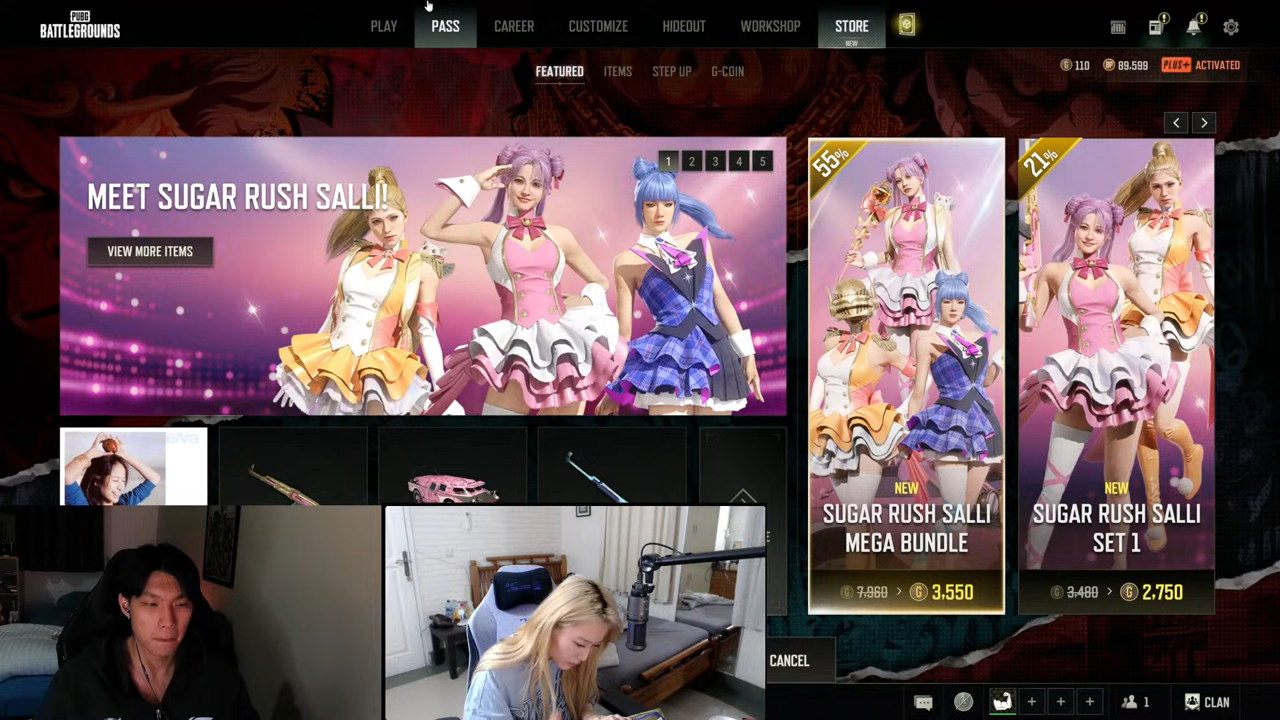 PUBG
BATTLEGROUNDS
PLAY
PASS
CAREER
CUSTOMIZE
HIDEOUT
WORKSHOP
STORE
NEW
FEATURED
ITEMS
STEP UP
G-COIN
G 110
BP 89,599
PLUS+ ACTIVATED
MEET SUGAR RUSH SALLI!
VIEW MORE ITEMS
1 2 3 4 5
55%
NEW
SUGAR RUSH SALLI
MEGA BUNDLE
G 7,960 > G 3,550
21%
NEW
SUGAR RUSH SALLI
SET 1
G 3,480 > G 2,750
CANCEL
1
CLAN